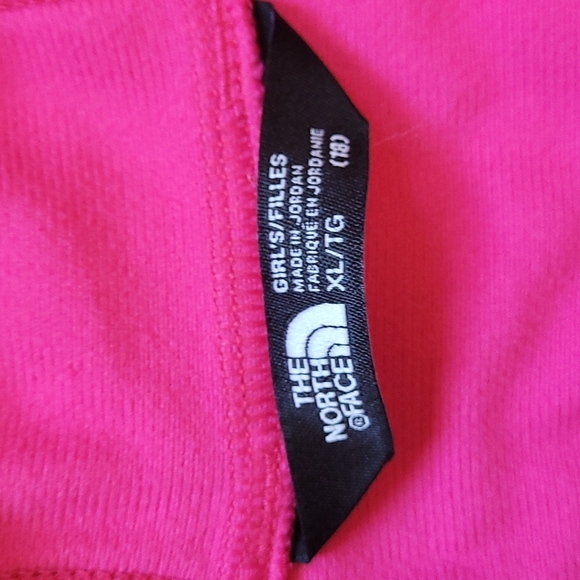 THE
NORTH
FACE®
GIRL'S/FILLES
MADE IN JORDAN
FABRIQUÉ EN JORDANIE
XL/TG (18)